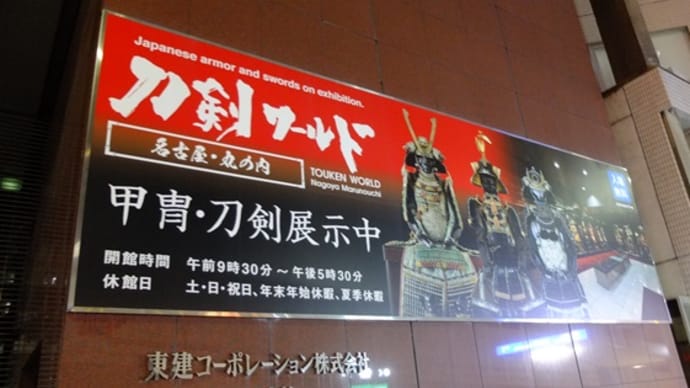 Japanese armor and swords on exhibition.
刀剣ワールド
名古屋・丸の内
TOUKEN WORLD
Nagoya Marunouchi
甲冑・刀剣展示中
開館時間 午前9時30分 ～ 午後5時30分
休館日 土・日・祝日、年末年始休暇、夏季休暇
東建コーポレーション株式会社